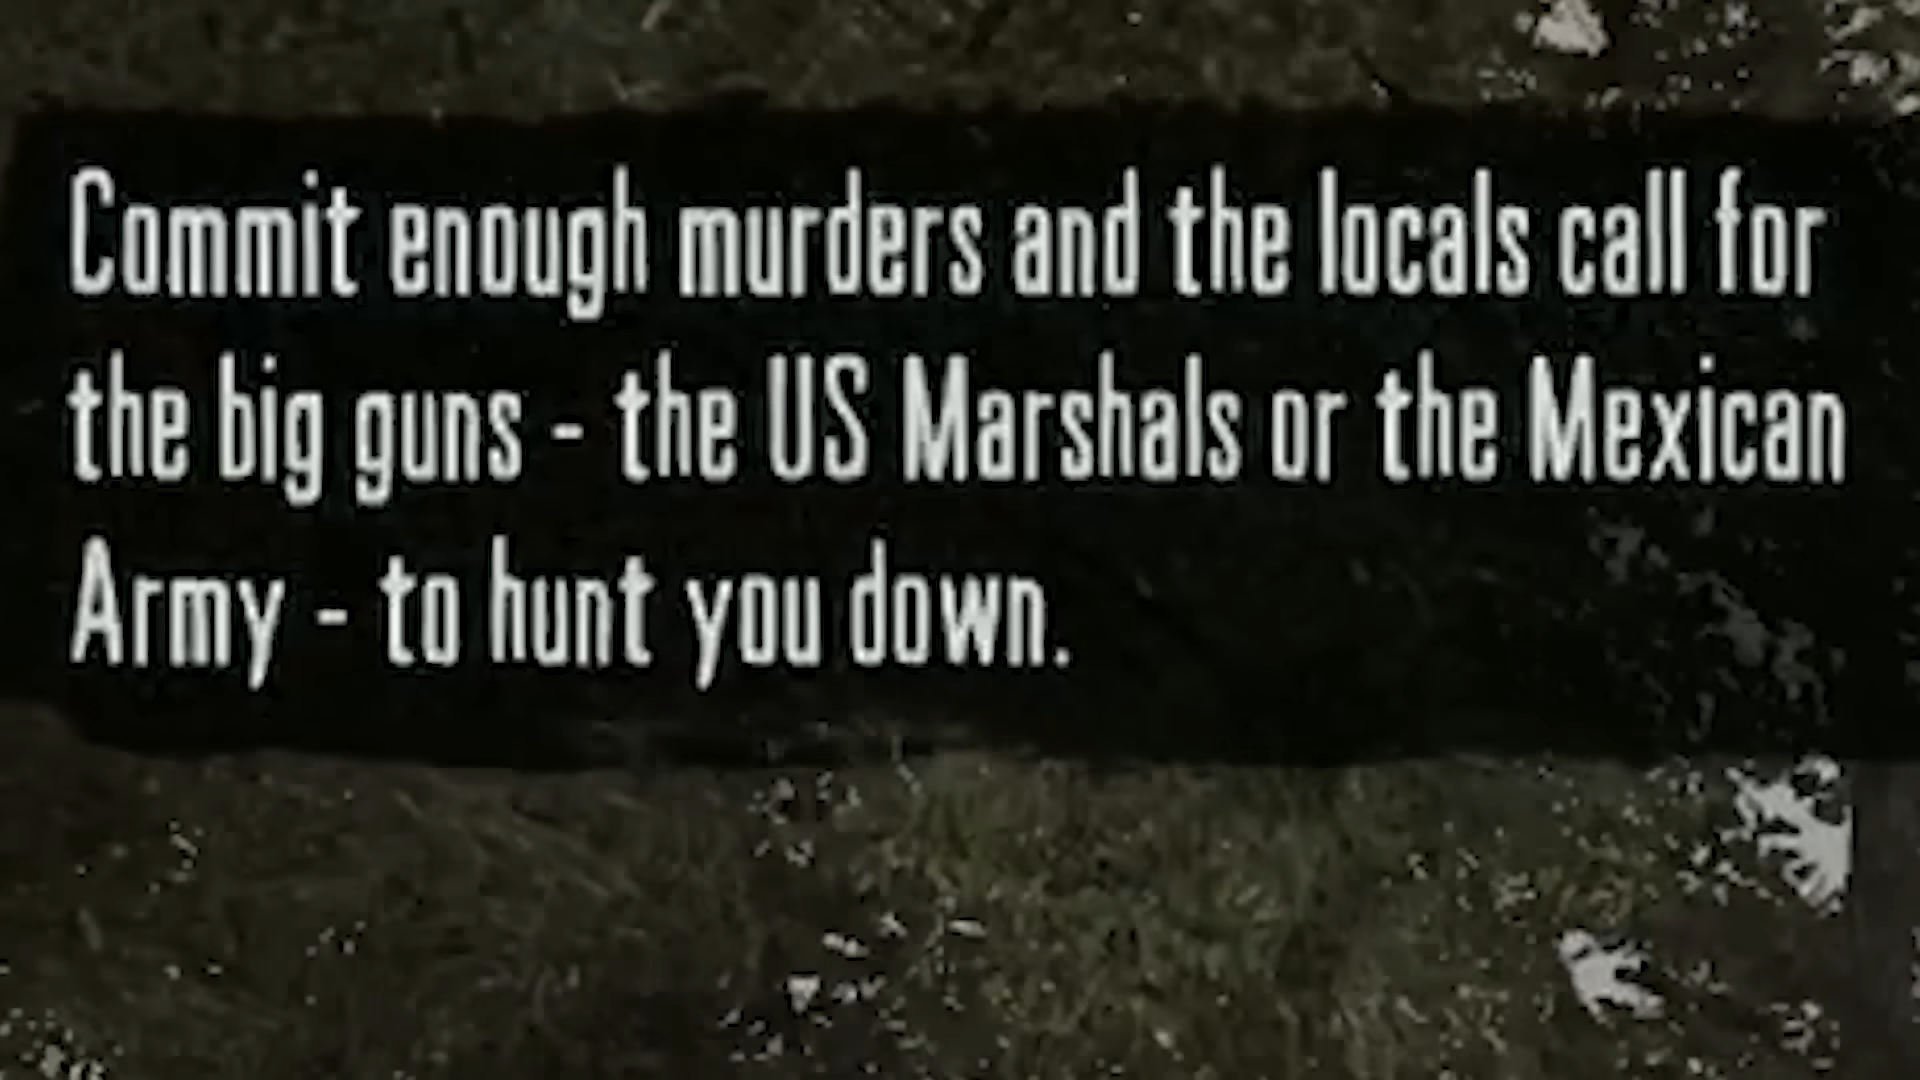 Commit enough murders and the locals call for
the big guns - the US Marshals or the Mexican
Army - to hunt you down.